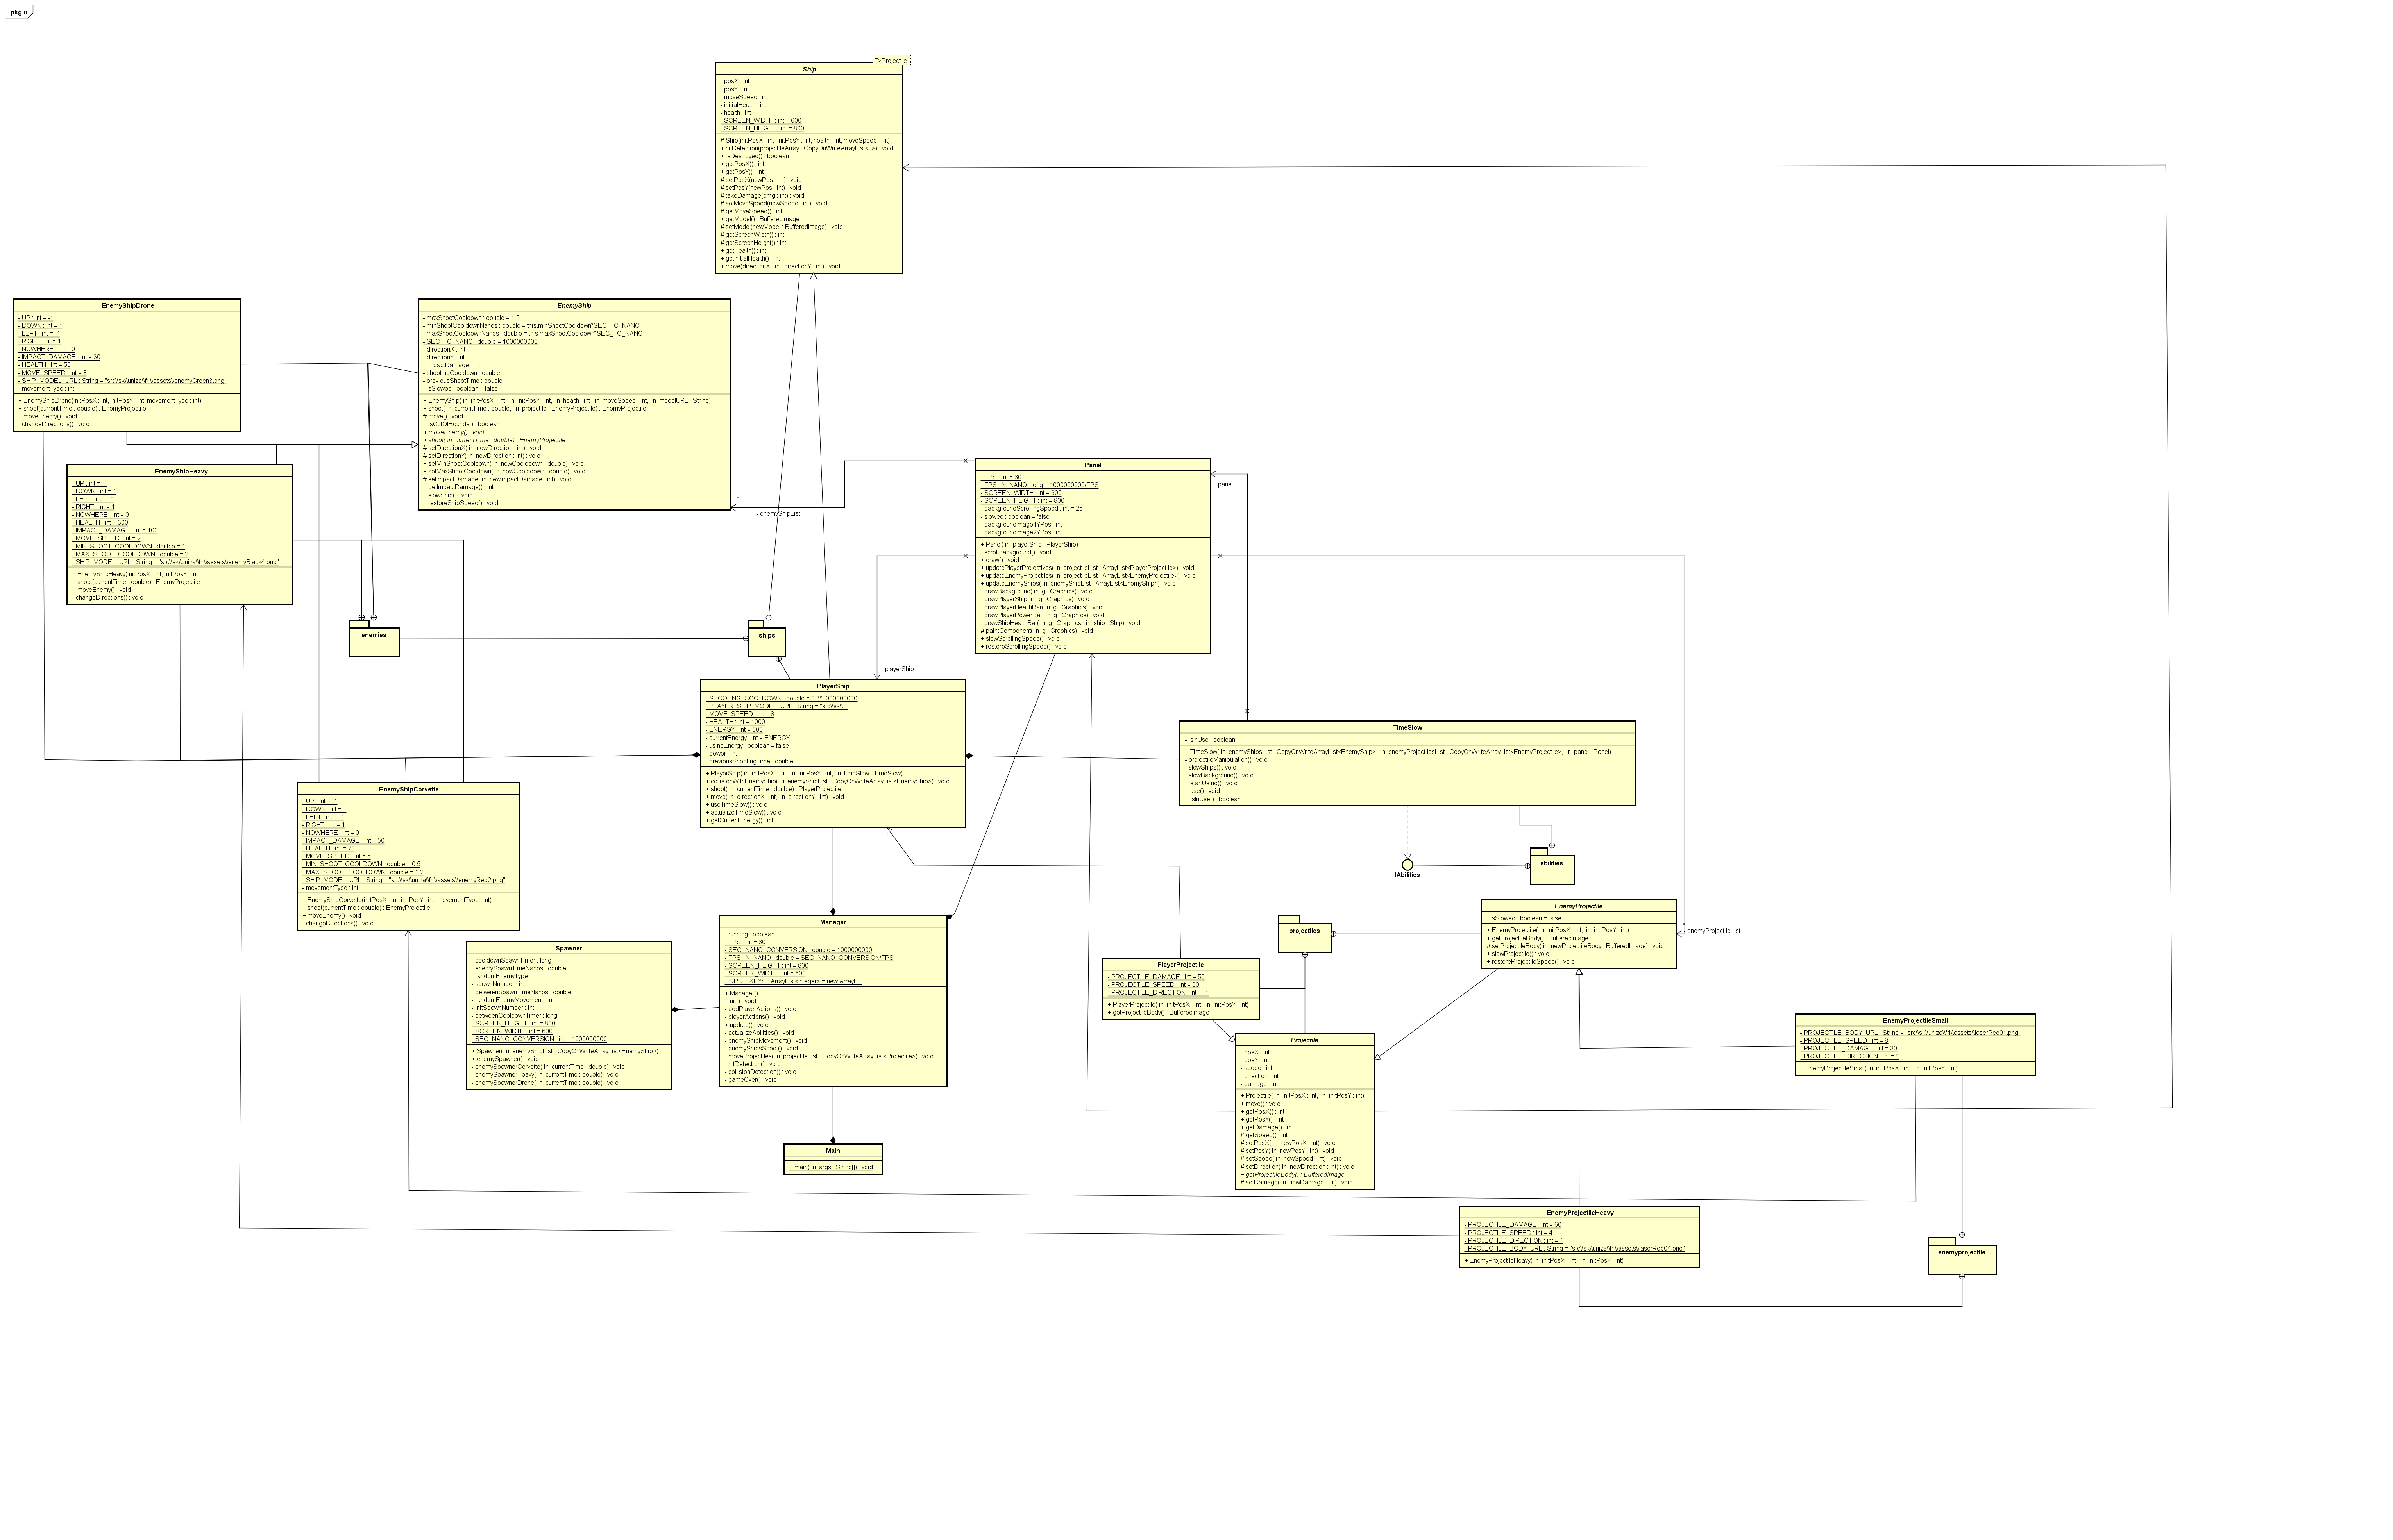 pkg fri
T>Projectile
Ship
- posX : int
- posY : int
- moveSpeed : int
- initialHealth : int
- health : int
- SCREEN_WIDTH : int = 600
- SCREEN_HEIGHT : int = 800
# Ship(initPosX : int, initPosY : int, health : int, moveSpeed : int)
+ hitDetection(projectileArray : CopyOnWriteArrayList<T>) : void
+ isDestroyed() : boolean
+ getPosX() : int
+ getPosY() : int
# setPosX(newPos : int) : void
# setPosY(newPos : int) : void
# takeDamage(dmg : int) : void
# setMoveSpeed(newSpeed : int) : void
# getMoveSpeed() : int
+ getModel() : BufferedImage
# setModel(newModel : BufferedImage) : void
# getScreenWidth() : int
# getScreenHeight() : int
+ getHealth() : int
+ getInitialHealth() : int
+ move(directionX : int, directionY : int) : void
EnemyShipDrone
- UP : int = -1
- DOWN : int = 1
- LEFT : int = -1
- RIGHT : int = 1
- NOWHERE : int = 0
- IMPACT_DAMAGE : int = 30
- HEALTH : int = 50
- MOVE_SPEED : int = 8
- SHIP_MODEL_URL : String = "src\\sk\\uniza\\fri\\assets\\enemyGreen3.png"
- movementType : int
+ EnemyShipDrone(initPosX : int, initPosY : int, movementType : int)
+ shoot(currentTime : double) : EnemyProjectile
+ moveEnemy() : void
- changeDirections() : void
EnemyShip
- maxShootCooldown : double = 1.5
- minShootCooldownNanos : double = this.minShootCooldown*SEC_TO_NANO
- maxShootCooldownNanos : double = this.maxShootCooldown*SEC_TO_NANO
- SEC_TO_NANO : double = 1000000000
- directionX : int
- directionY : int
- impactDamage : int
- shootingCooldown : double
- previousShootTime : double
- isSlowed : boolean = false
+ EnemyShip( in initPosX : int, in initPosY : int, in health : int, in moveSpeed : int, in modelURL : String)
+ shoot( in currentTime : double, in projectile : EnemyProjectile) : EnemyProjectile
# move() : void
+ isOutOfBounds() : boolean
+ moveEnemy() : void
+ shoot( in currentTime : double) : EnemyProjectile
# setDirectionX( in newDirection : int) : void
# setDirectionY( in newDirection : int) : void
+ setMinShootCooldown( in newCoolodown : double) : void
+ setMaxShootCooldown( in newCoolodown : double) : void
# setImpactDamage( in newImpactDamage : int) : void
+ getImpactDamage() : int
+ slowShip() : void
+ restoreShipSpeed() : void
EnemyShipHeavy
- UP : int = -1
- DOWN : int = 1
- LEFT : int = -1
- RIGHT : int = 1
- NOWHERE : int = 0
- HEALTH : int = 300
- IMPACT_DAMAGE : int = 100
- MOVE_SPEED : int = 2
- MIN_SHOOT_COOLDOWN : double = 1
- MAX_SHOOT_COOLDOWN : double = 2
- SHIP_MODEL_URL : String = "src\\sk\\uniza\\fri\\assets\\enemyBlack4.png"
+ EnemyShipHeavy(initPosX : int, initPosY : int)
+ shoot(currentTime : double) : EnemyProjectile
+ moveEnemy() : void
- changeDirections() : void
Panel
- FPS : int = 60
- FPS_IN_NANO : long = 1000000000/FPS
- SCREEN_WIDTH : int = 600
- SCREEN_HEIGHT : int = 800
- backgroundScrollingSpeed : int = 25
- slowed : boolean = false
- backgroundImage1YPos : int
- backgroundImage2YPos : int
+ Panel( in playerShip : PlayerShip)
- scrollBackground() : void
+ draw() : void
+ updatePlayerProjectives( in projectileList : ArrayList<PlayerProjectile>) : void
+ updateEnemyProjectiles( in projectileList : ArrayList<EnemyProjectile>) : void
+ updateEnemyShips( in enemyShipList : ArrayList<EnemyShip>) : void
- drawBackground( in g : Graphics) : void
- drawPlayerShip( in g : Graphics) : void
- drawPlayerHealthBar( in g : Graphics) : void
- drawPlayerPowerBar( in g : Graphics) : void
- drawShipHealthBar( in g : Graphics, in ship : Ship) : void
# paintComponent( in g : Graphics) : void
+ slowScrollingSpeed() : void
+ restoreScrollingSpeed() : void
*
- enemyShipList
- panel
- playerShip
enemies
ships
PlayerShip
- SHOOTING_COOLDOWN : double = 0.3*1000000000
- PLAYER_SHIP_MODEL_URL : String = "src\\sk\\...
- MOVE_SPEED : int = 8
- HEALTH : int = 1000
- ENERGY : int = 600
- currentEnergy : int = ENERGY
- usingEnergy : boolean = false
- power : int
- previousShootingTime : double
+ PlayerShip( in initPosX : int, in initPosY : int, in timeSlow : TimeSlow)
+ collisionWithEnemyShip( in enemyShipList : CopyOnWriteArrayList<EnemyShip>) : void
+ shoot( in currentTime : double) : PlayerProjectile
+ move( in directionX : int, in directionY : int) : void
+ useTimeSlow() : void
+ actualizeTimeSlow() : void
+ getCurrentEnergy() : int
TimeSlow
- isInUse : boolean
+ TimeSlow( in enemyShipsList : CopyOnWriteArrayList<EnemyShip>, in enemyProjectilesList : CopyOnWriteArrayList<EnemyProjectile>, in panel : Panel)
- projectileManipulation() : void
- slowShips() : void
- slowBackground() : void
+ startUsing() : void
+ use() : void
+ isInUse() : boolean
EnemyShipCorvette
- UP : int = -1
- DOWN : int = 1
- LEFT : int = -1
- RIGHT : int = 1
- NOWHERE : int = 0
- IMPACT_DAMAGE : int = 50
- HEALTH : int = 70
- MOVE_SPEED : int = 5
- MIN_SHOOT_COOLDOWN : double = 0.5
- MAX_SHOOT_COOLDOWN : double = 1.2
- SHIP_MODEL_URL : String = "src\\sk\\uniza\\fri\\assets\\enemyRed2.png"
- movementType : int
+ EnemyShipCorvette(initPosX : int, initPosY : int, movementType : int)
+ shoot(currentTime : double) : EnemyProjectile
+ moveEnemy() : void
- changeDirections() : void
IAbilities
abilities
Spawner
- cooldownSpawnTimer : long
- enemySpawnTimeNanos : double
- randomEnemyType : int
- spawnNumber : int
- betweenSpawnTimeNanos : double
- randomEnemyMovement : int
- initSpawnNumber : int
- betweenCooldownTimer : long
- SCREEN_HEIGHT : int = 800
- SCREEN_WIDTH : int = 600
- SEC_NANO_CONVERSION : int = 1000000000
+ Spawner( in enemyShipList : CopyOnWriteArrayList<EnemyShip>)
+ enemySpawner() : void
- enemySpawnerCorvette( in currentTime : double) : void
- enemySpawnerHeavy( in currentTime : double) : void
- enemySpawnerDrone( in currentTime : double) : void
Manager
- running : boolean
- FPS : int = 60
- SEC_NANO_CONVERSION : double = 1000000000
- FPS_IN_NANO : double = SEC_NANO_CONVERSION/FPS
- SCREEN_HEIGHT : int = 800
- SCREEN_WIDTH : int = 600
- INPUT_KEYS : ArrayList<Integer> = new ArrayL...
+ Manager()
- init() : void
- addPlayerActions() : void
- playerActions() : void
+ update() : void
- actualizeAbilities() : void
- enemyShipMovement() : void
- enemyShipsShoot() : void
- moveProjectiles( in projectileList : CopyOnWriteArrayList<Projectile>) : void
- hitDetection() : void
- collisionDetection() : void
- gameOver() : void
Main
+ main( in args : String[]) : void
projectiles
EnemyProjectile
- isSlowed : boolean = false
+ EnemyProjectile( in initPosX : int, in initPosY : int)
+ getProjectileBody() : BufferedImage
# setProjectileBody( in newProjectileBody : BufferedImage) : void
+ slowProjectile() : void
+ restoreProjectileSpeed() : void
*
enemyProjectileList
PlayerProjectile
- PROJECTILE_DAMAGE : int = 50
- PROJECTILE_SPEED : int = 30
- PROJECTILE_DIRECTION : int = -1
+ PlayerProjectile( in initPosX : int, in initPosY : int)
+ getProjectileBody() : BufferedImage
Projectile
- posX : int
- posY : int
- speed : int
- direction : int
- damage : int
+ Projectile( in initPosX : int, in initPosY : int)
+ move() : void
+ getPosX() : int
+ getPosY() : int
+ getDamage() : int
# getSpeed() : int
# setPosX( in newPosX : int) : void
# setPosY( in newPosY : int) : void
# setSpeed( in newSpeed : int) : void
# setDirection( in newDirection : int) : void
+ getProjectileBody() : BufferedImage
# setDamage( in newDamage : int) : void
EnemyProjectileSmall
- PROJECTILE_BODY_URL : String = "src\\sk\\uniza\\fri\\assets\\laserRed01.png"
- PROJECTILE_SPEED : int = 8
- PROJECTILE_DAMAGE : int = 30
- PROJECTILE_DIRECTION : int = 1
+ EnemyProjectileSmall( in initPosX : int, in initPosY : int)
EnemyProjectileHeavy
- PROJECTILE_DAMAGE : int = 60
- PROJECTILE_SPEED : int = 4
- PROJECTILE_DIRECTION : int = 1
- PROJECTILE_BODY_URL : String = "src\\sk\\uniza\\fri\\assets\\laserRed04.png"
+ EnemyProjectileHeavy( in initPosX : int, in initPosY : int)
enemyprojectile